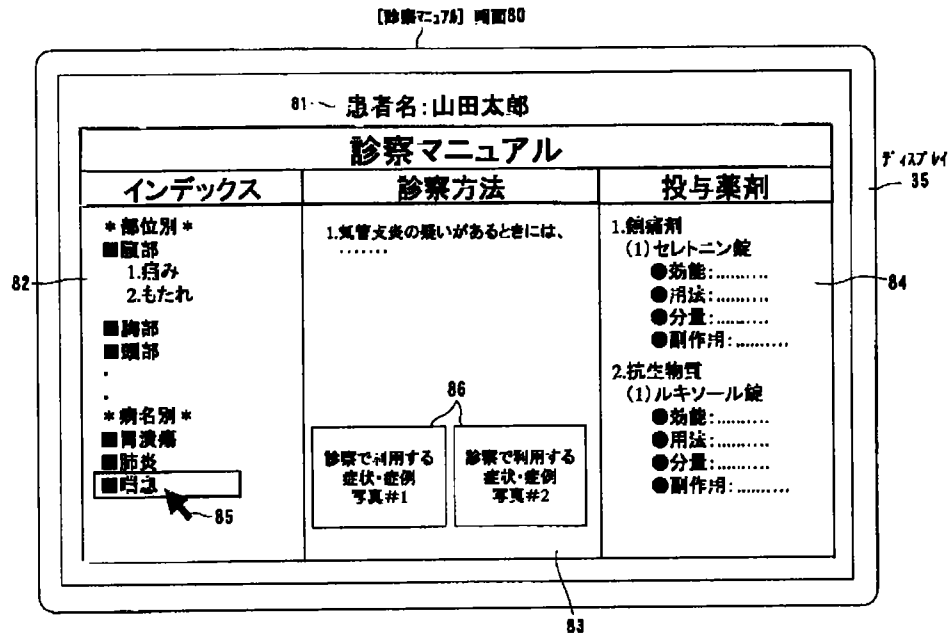 [診察マニュアル] 画面80
81 患者名:山田太郎
診察マニュアル
ディスプレイ
35
インデックス
*部位別*
■腹部
1.痛み
2.もたれ
■胸部
■頭部
.
.
*病名別*
■胃潰瘍
■肺炎
■喘息
82
85
診察方法
1.気管支炎の疑いがあるときには、
.......
86
診察で利用する
症状・症例
写真#1
診察で利用する
症状・症例
写真#2
83
投与薬剤
1.鎮痛剤
(1)セレトニン錠
●効能:..........
●用法:..........
●分量:..........
●副作用:..........
2.抗生物質
(1)ルキソール錠
●効能:..........
●用法:..........
●分量:..........
●副作用:..........
84